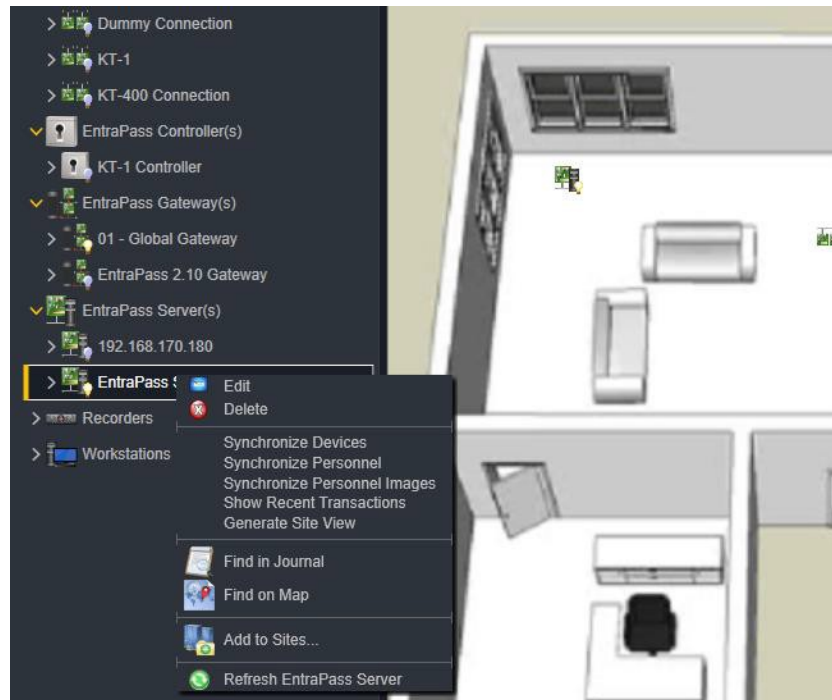 Dummy Connection
KT-1
KT-400 Connection
EntraPass Controller(s)
KT-1 Controller
EntraPass Gateway(s)
01 - Global Gateway
EntraPass 2.10 Gateway
EntraPass Server(s)
192.168.170.180
EntraPass S
Recorders
Workstations
Edit
Delete
Synchronize Devices
Synchronize Personnel
Synchronize Personnel Images
Show Recent Transactions
Generate Site View
Find in Journal
Find on Map
Add to Sites...
Refresh EntraPass Server